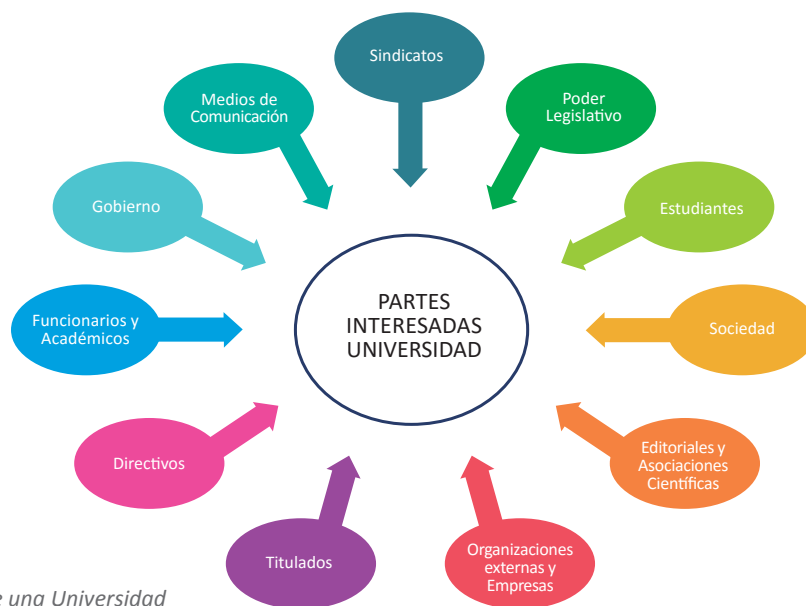 Sindicatos
Medios de
Comunicación
Poder
Legislativo
Gobierno
Estudiantes
Funcionarios y
Académicos
PARTES
INTERESADAS
UNIVERSIDAD
Sociedad
Directivos
Editoriales y
Asociaciones
Científicas
Titulados
Organizaciones
externas y
Empresas
e una Universidad